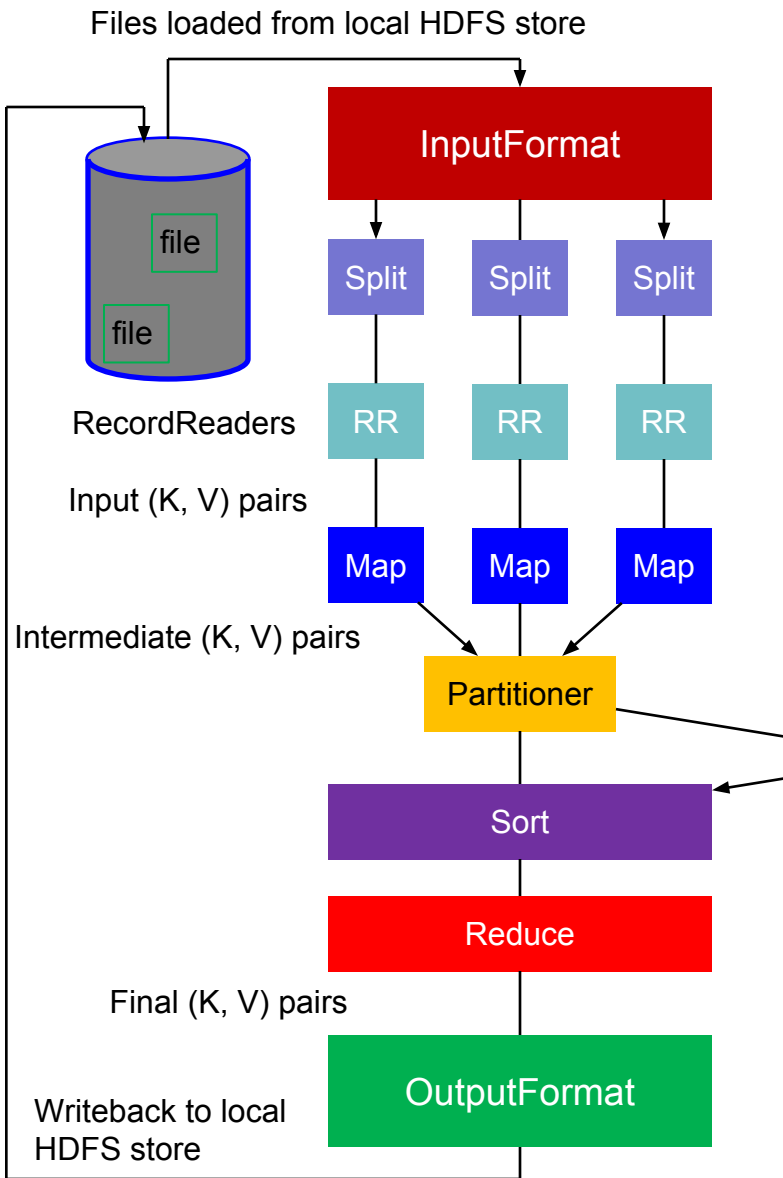 Files loaded from local HDFS store
InputFormat
file
file
Split
Split
Split
RecordReaders
RR
RR
RR
Input (K, V) pairs
Map
Map
Map
Intermediate (K, V) pairs
Partitioner
Sort
Reduce
Final (K, V) pairs
OutputFormat
Writeback to local
HDFS store